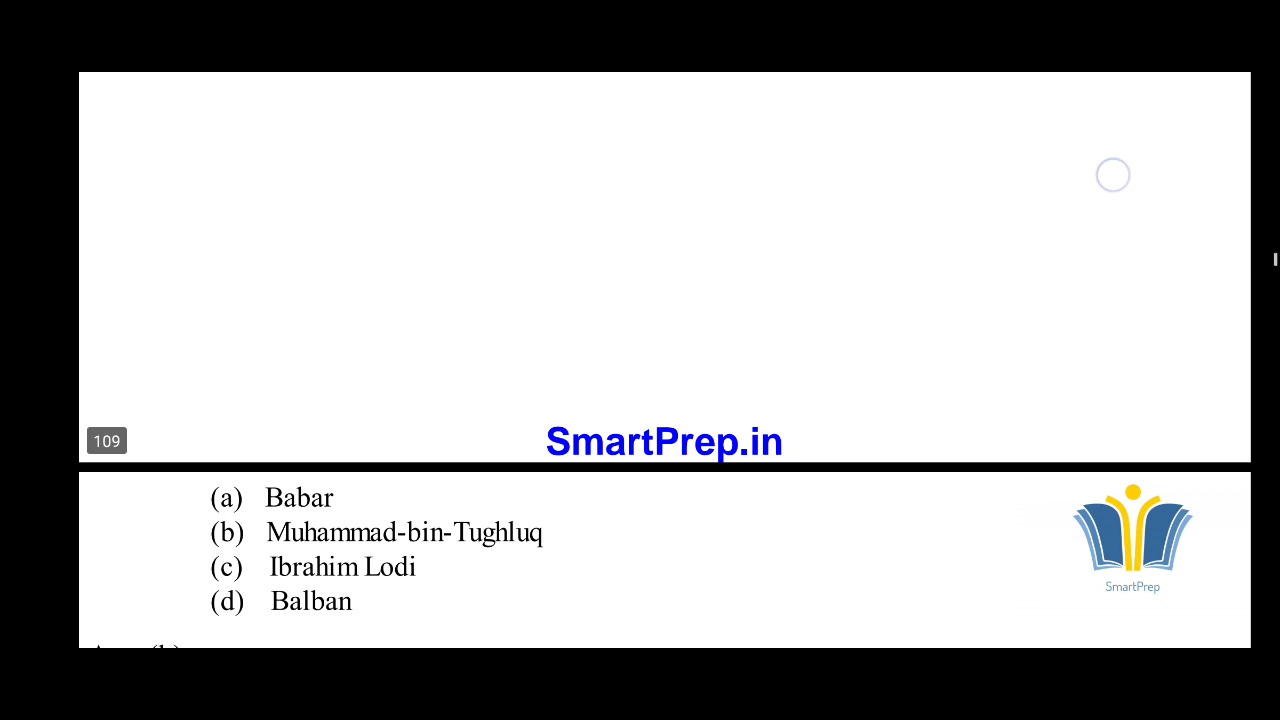 109
SmartPrep.in
(a) Babar
(b) Muhammad-bin-Tughluq
(c) Ibrahim Lodi
(d) Balban
SmartPrep